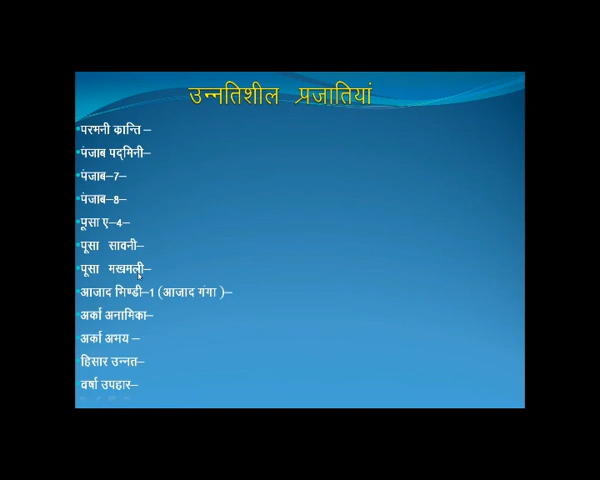 उन्नतिशील प्रजातियां
•परभनी क्रान्ति –
•पंजाब पद्मिनी–
•पंजाब–7–
•पंजाब–8–
•पूसा ए–4–
•पूसा सावनी–
•पूसा मखमली–
•आजाद भिण्डी–1 (आजाद गंगा )–
•अर्का अनामिका–
•अर्का अभय –
•हिसार उन्नत–
•वर्षा उपहार–